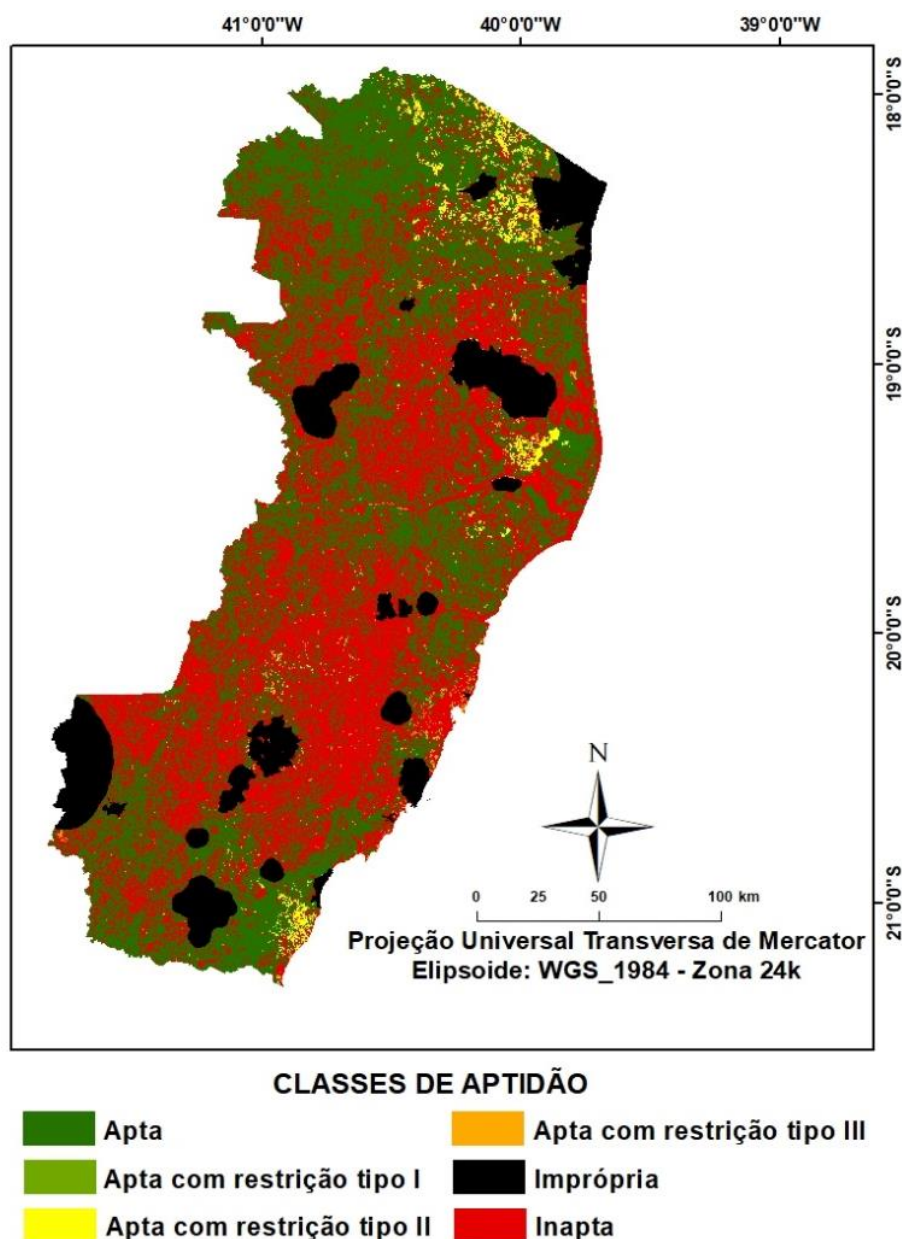 41°0'0"W 40°0'0"W 39°0'0"W
18°0'0"S
19°0'0"S
20°0'0"S
21°0'0"S
N
0 25 50 100 km
Projeção Universal Transversa de Mercator
Elipsoide: WGS_1984 - Zona 24k
CLASSES DE APTIDÃO
Apta
Apta com restrição tipo I
Apta com restrição tipo II
Apta com restrição tipo III
Imprópria
Inapta